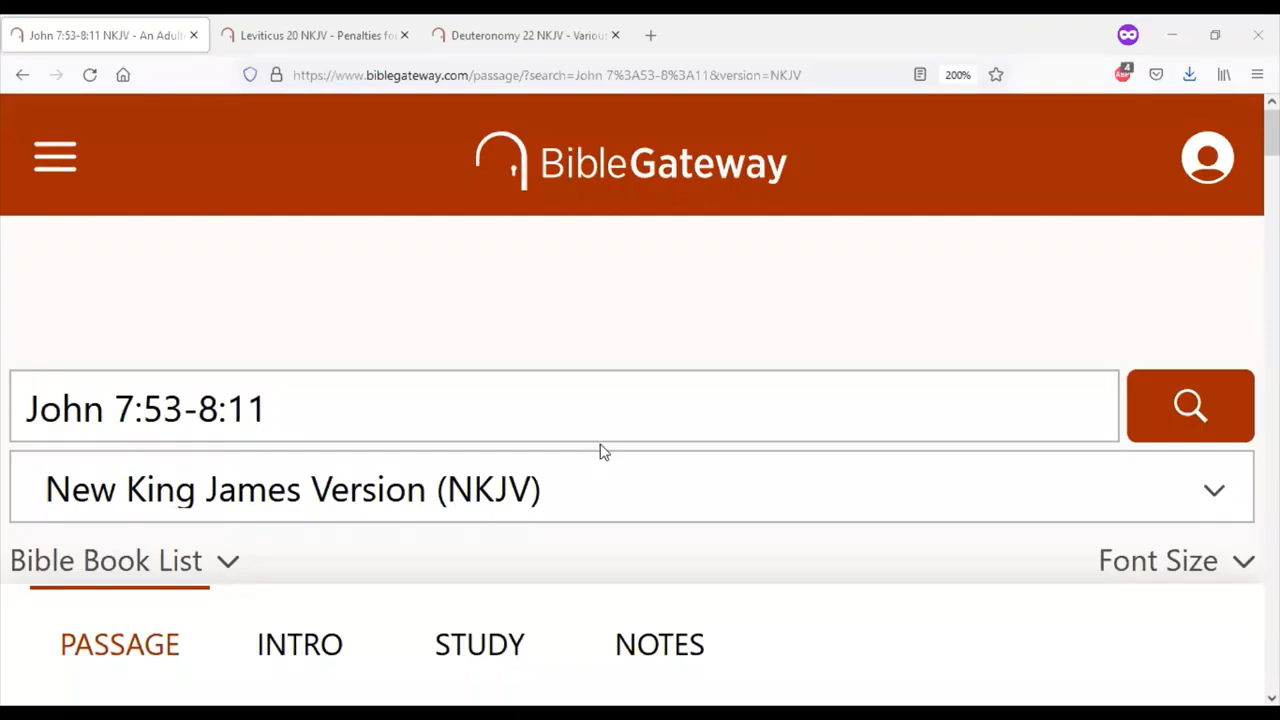 John 7:53-8:11 NKJV - An Adult
Leviticus 20 NKJV - Penalties fo
Deuteronomy 22 NKJV - Variou
https://www.biblegateway.com/passage/?search=John 7%3A53-8%3A11&version=NKJV
200%
4
BibleGateway
John 7:53-8:11
New King James Version (NKJV)
Bible Book List
Font Size
PASSAGE INTRO STUDY NOTES